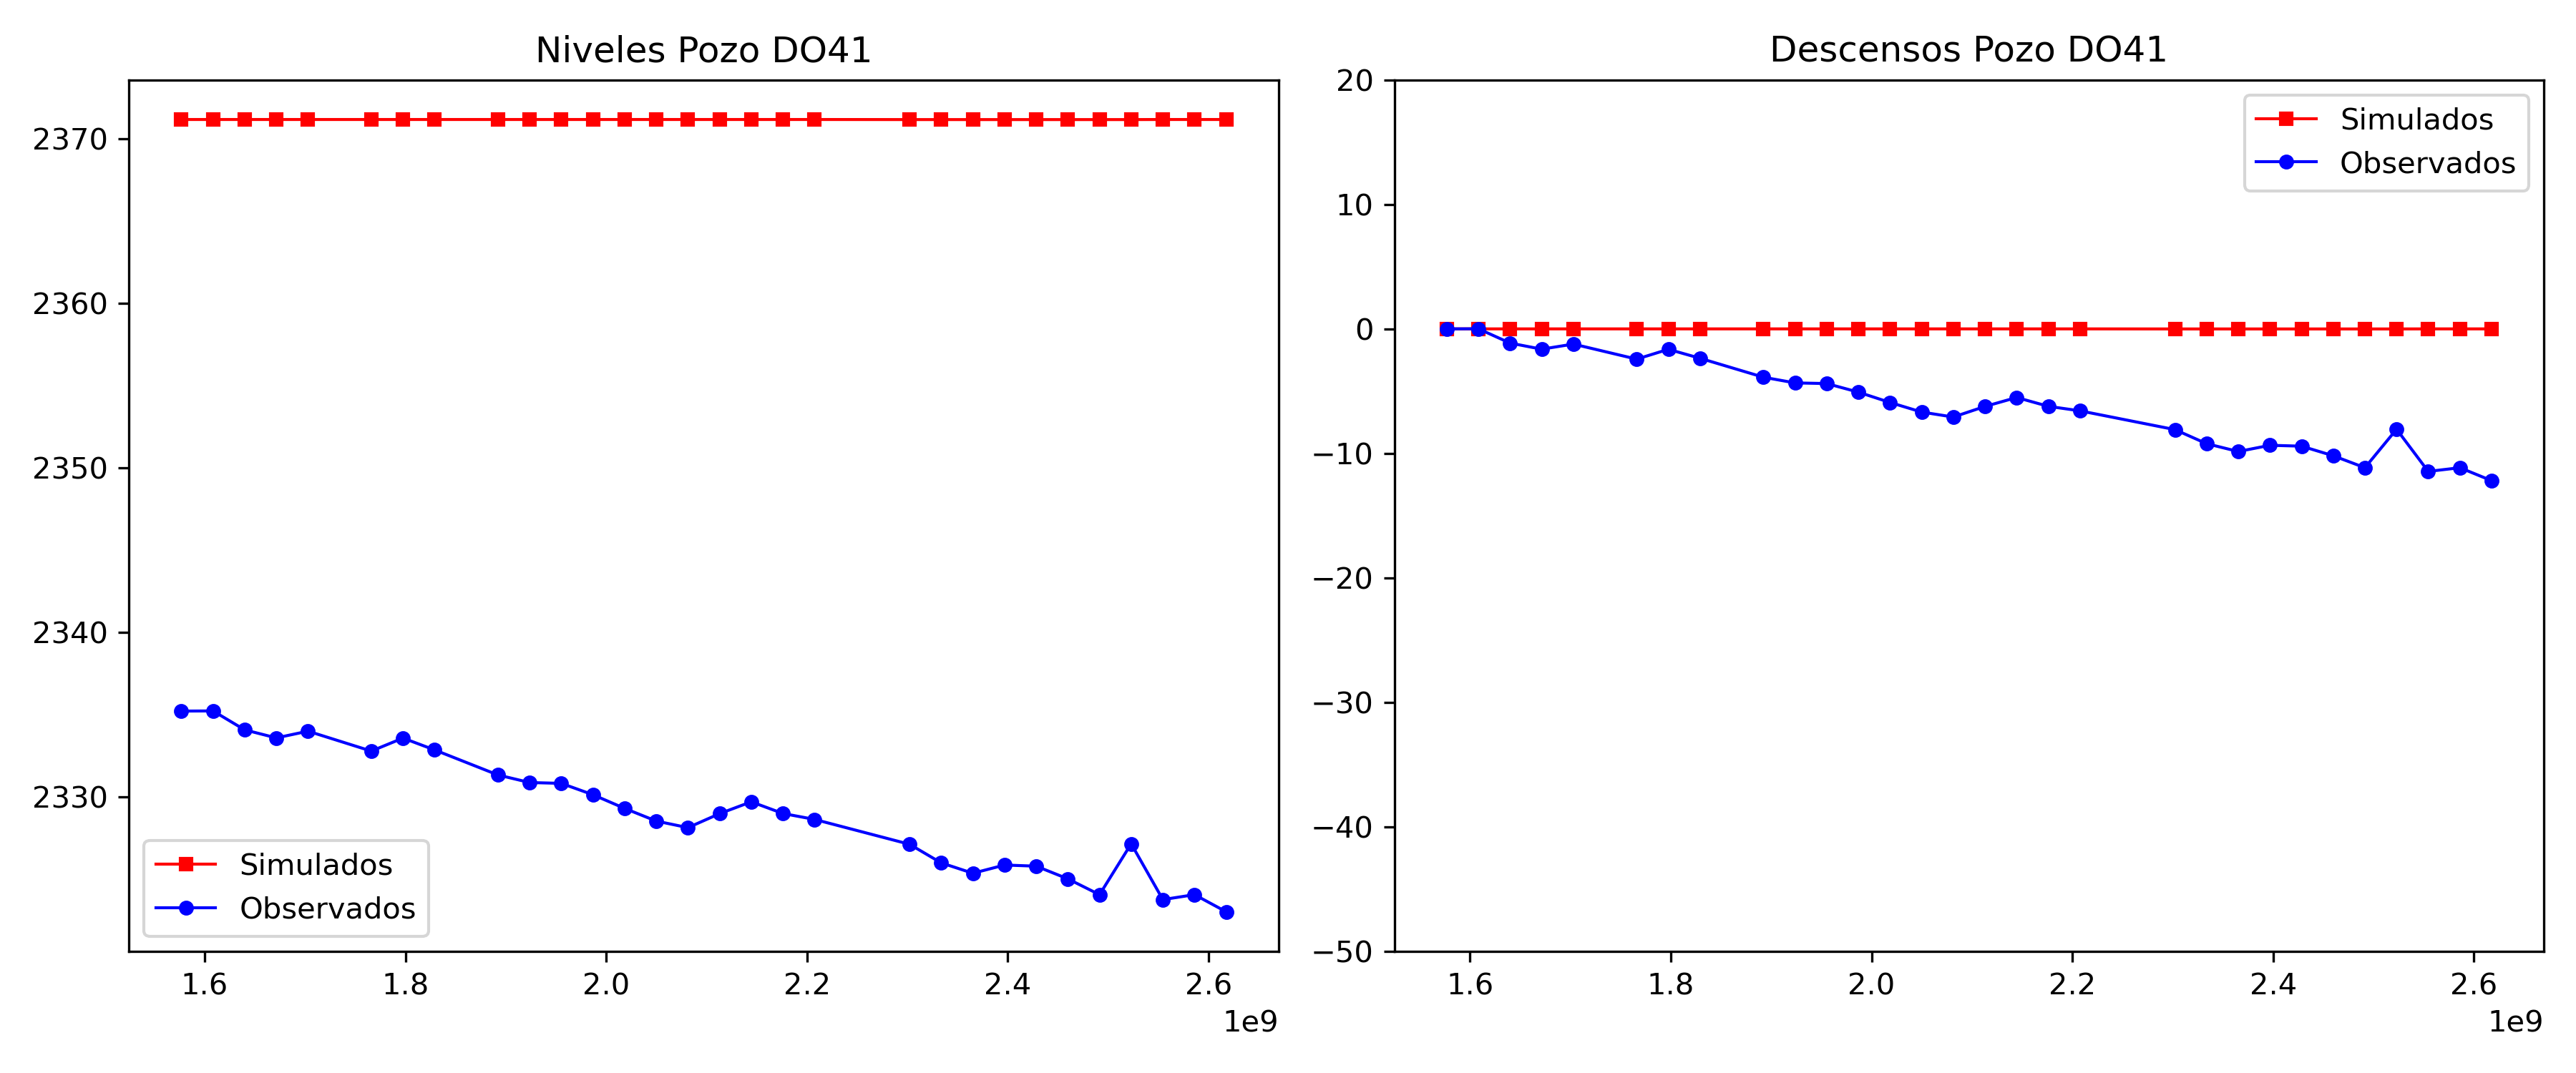 Niveles Pozo DO41
2370
2360
2350
2340
2330
Simulados
Observados
1.6 1.8 2.0 2.2 2.4 2.6
1e9
Descensos Pozo DO41
20
10
0
−10
−20
−30
−40
−50
Simulados
Observados
1.6 1.8 2.0 2.2 2.4 2.6
1e9